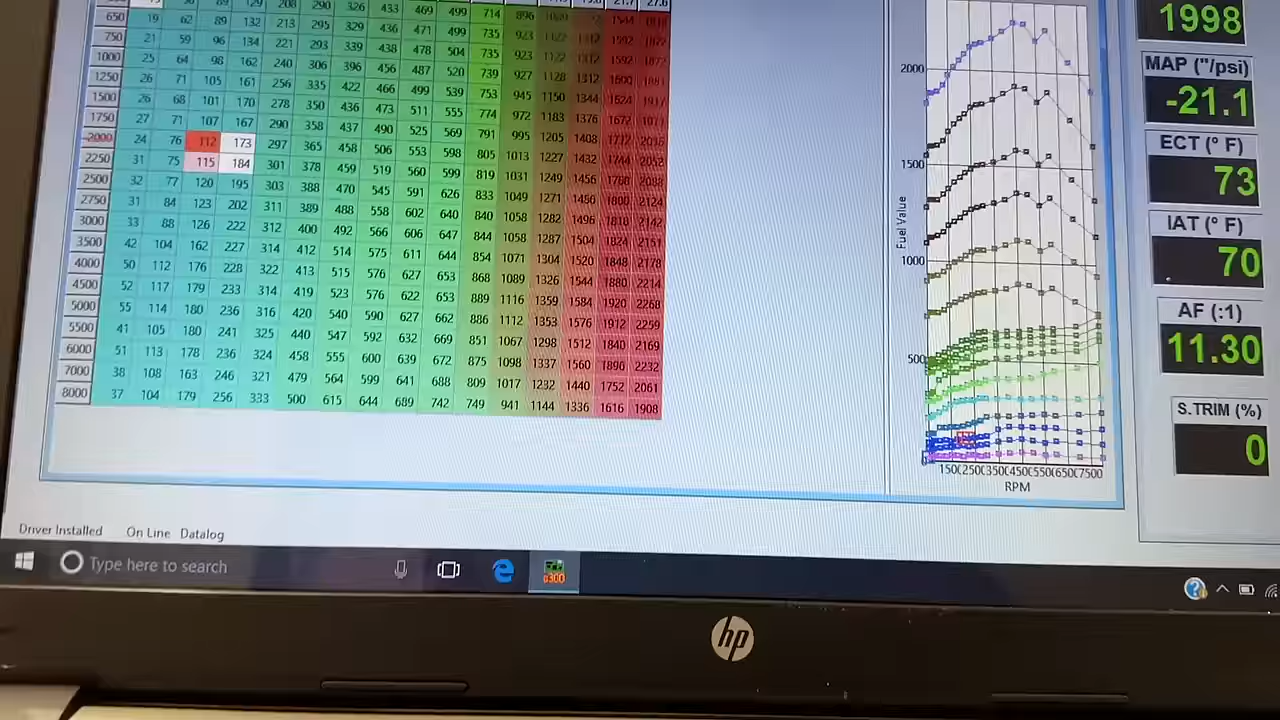 650 19 62 89 132 213 295 329 436 471 499 735
750 21 59 96 134 221 293 339 438 478 504 735 923 1122 1312 1592
1000 25 64 98 162 240 306 396 456 487 520 739 923 1122 1312 1592
1250 26 71 105 161 256 335 422 466 499 539 753 927 1128 1312 1600
1500 26 68 101 170 278 350 436 473 511 555 774 945 1150 1344 1624
1750 27 71 107 167 290 358 437 490 525 569 791 972 1183 1376 1672
2000 24 76 112 173 297 365 458 506 553 598 805 995 1205 1408 1712
2250 31 75 115 184 301 378 459 519 560 599 819 1013 1227 1432 1744 2052
2500 32 77 120 195 303 388 470 545 591 626 833 1031 1249 1456 1768 2088
2750 31 84 123 202 311 389 488 558 602 640 840 1049 1271 1456 1800 2124
3000 33 88 126 222 312 400 492 566 606 647 844 1058 1282 1496 1818 2142
3500 42 104 162 227 314 412 514 575 611 644 854 1058 1287 1504 1824 2151
4000 50 112 176 228 322 413 515 576 627 653 868 1071 1304 1520 1848 2178
4500 52 117 179 233 314 419 523 576 622 653 889 1089 1326 1544 1880 2214
5000 55 114 180 236 316 420 540 590 627 662 886 1116 1359 1584 1920 2268
5500 41 105 180 241 325 440 547 592 632 669 851 1112 1353 1576 1912 2259
6000 51 113 178 236 324 458 555 600 639 672 875 1067 1298 1512 1840 2169
7000 38 108 163 246 321 479 564 599 641 688 809 1098 1337 1560 1896 2232
8000 37 104 179 256 333 500 615 644 689 742 749 1017 1232 1440 1752 2061
941 1144 1336 1616 1908
2000
1500
1000
500
Fuel Value
RPM
1998
MAP ("/psi)
-21.1
ECT (° F)
73
IAT (° F)
70
AF (:1)
11.30
S.TRIM (%)
0
Driver Installed On Line Datalog
Type here to search
hp